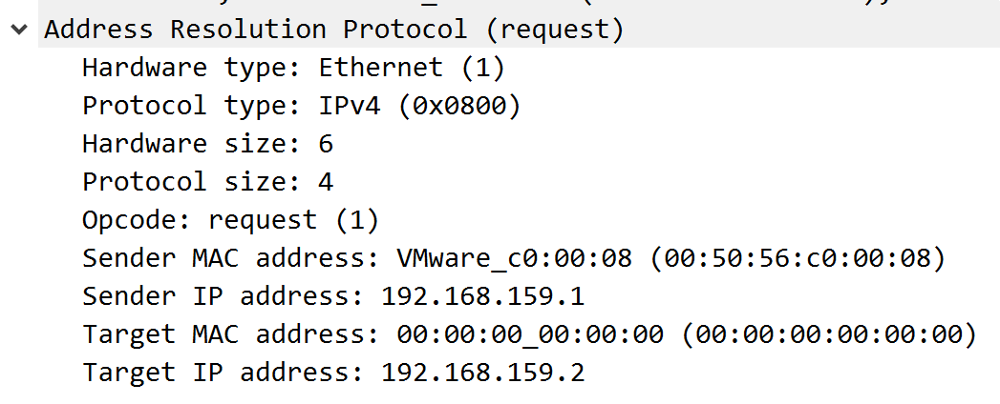 Address Resolution Protocol (request)
Hardware type: Ethernet (1)
Protocol type: IPv4 (0x0800)
Hardware size: 6
Protocol size: 4
Opcode: request (1)
Sender MAC address: VMware_c0:00:08 (00:50:56:c0:00:08)
Sender IP address: 192.168.159.1
Target MAC address: 00:00:00_00:00:00 (00:00:00:00:00:00)
Target IP address: 192.168.159.2